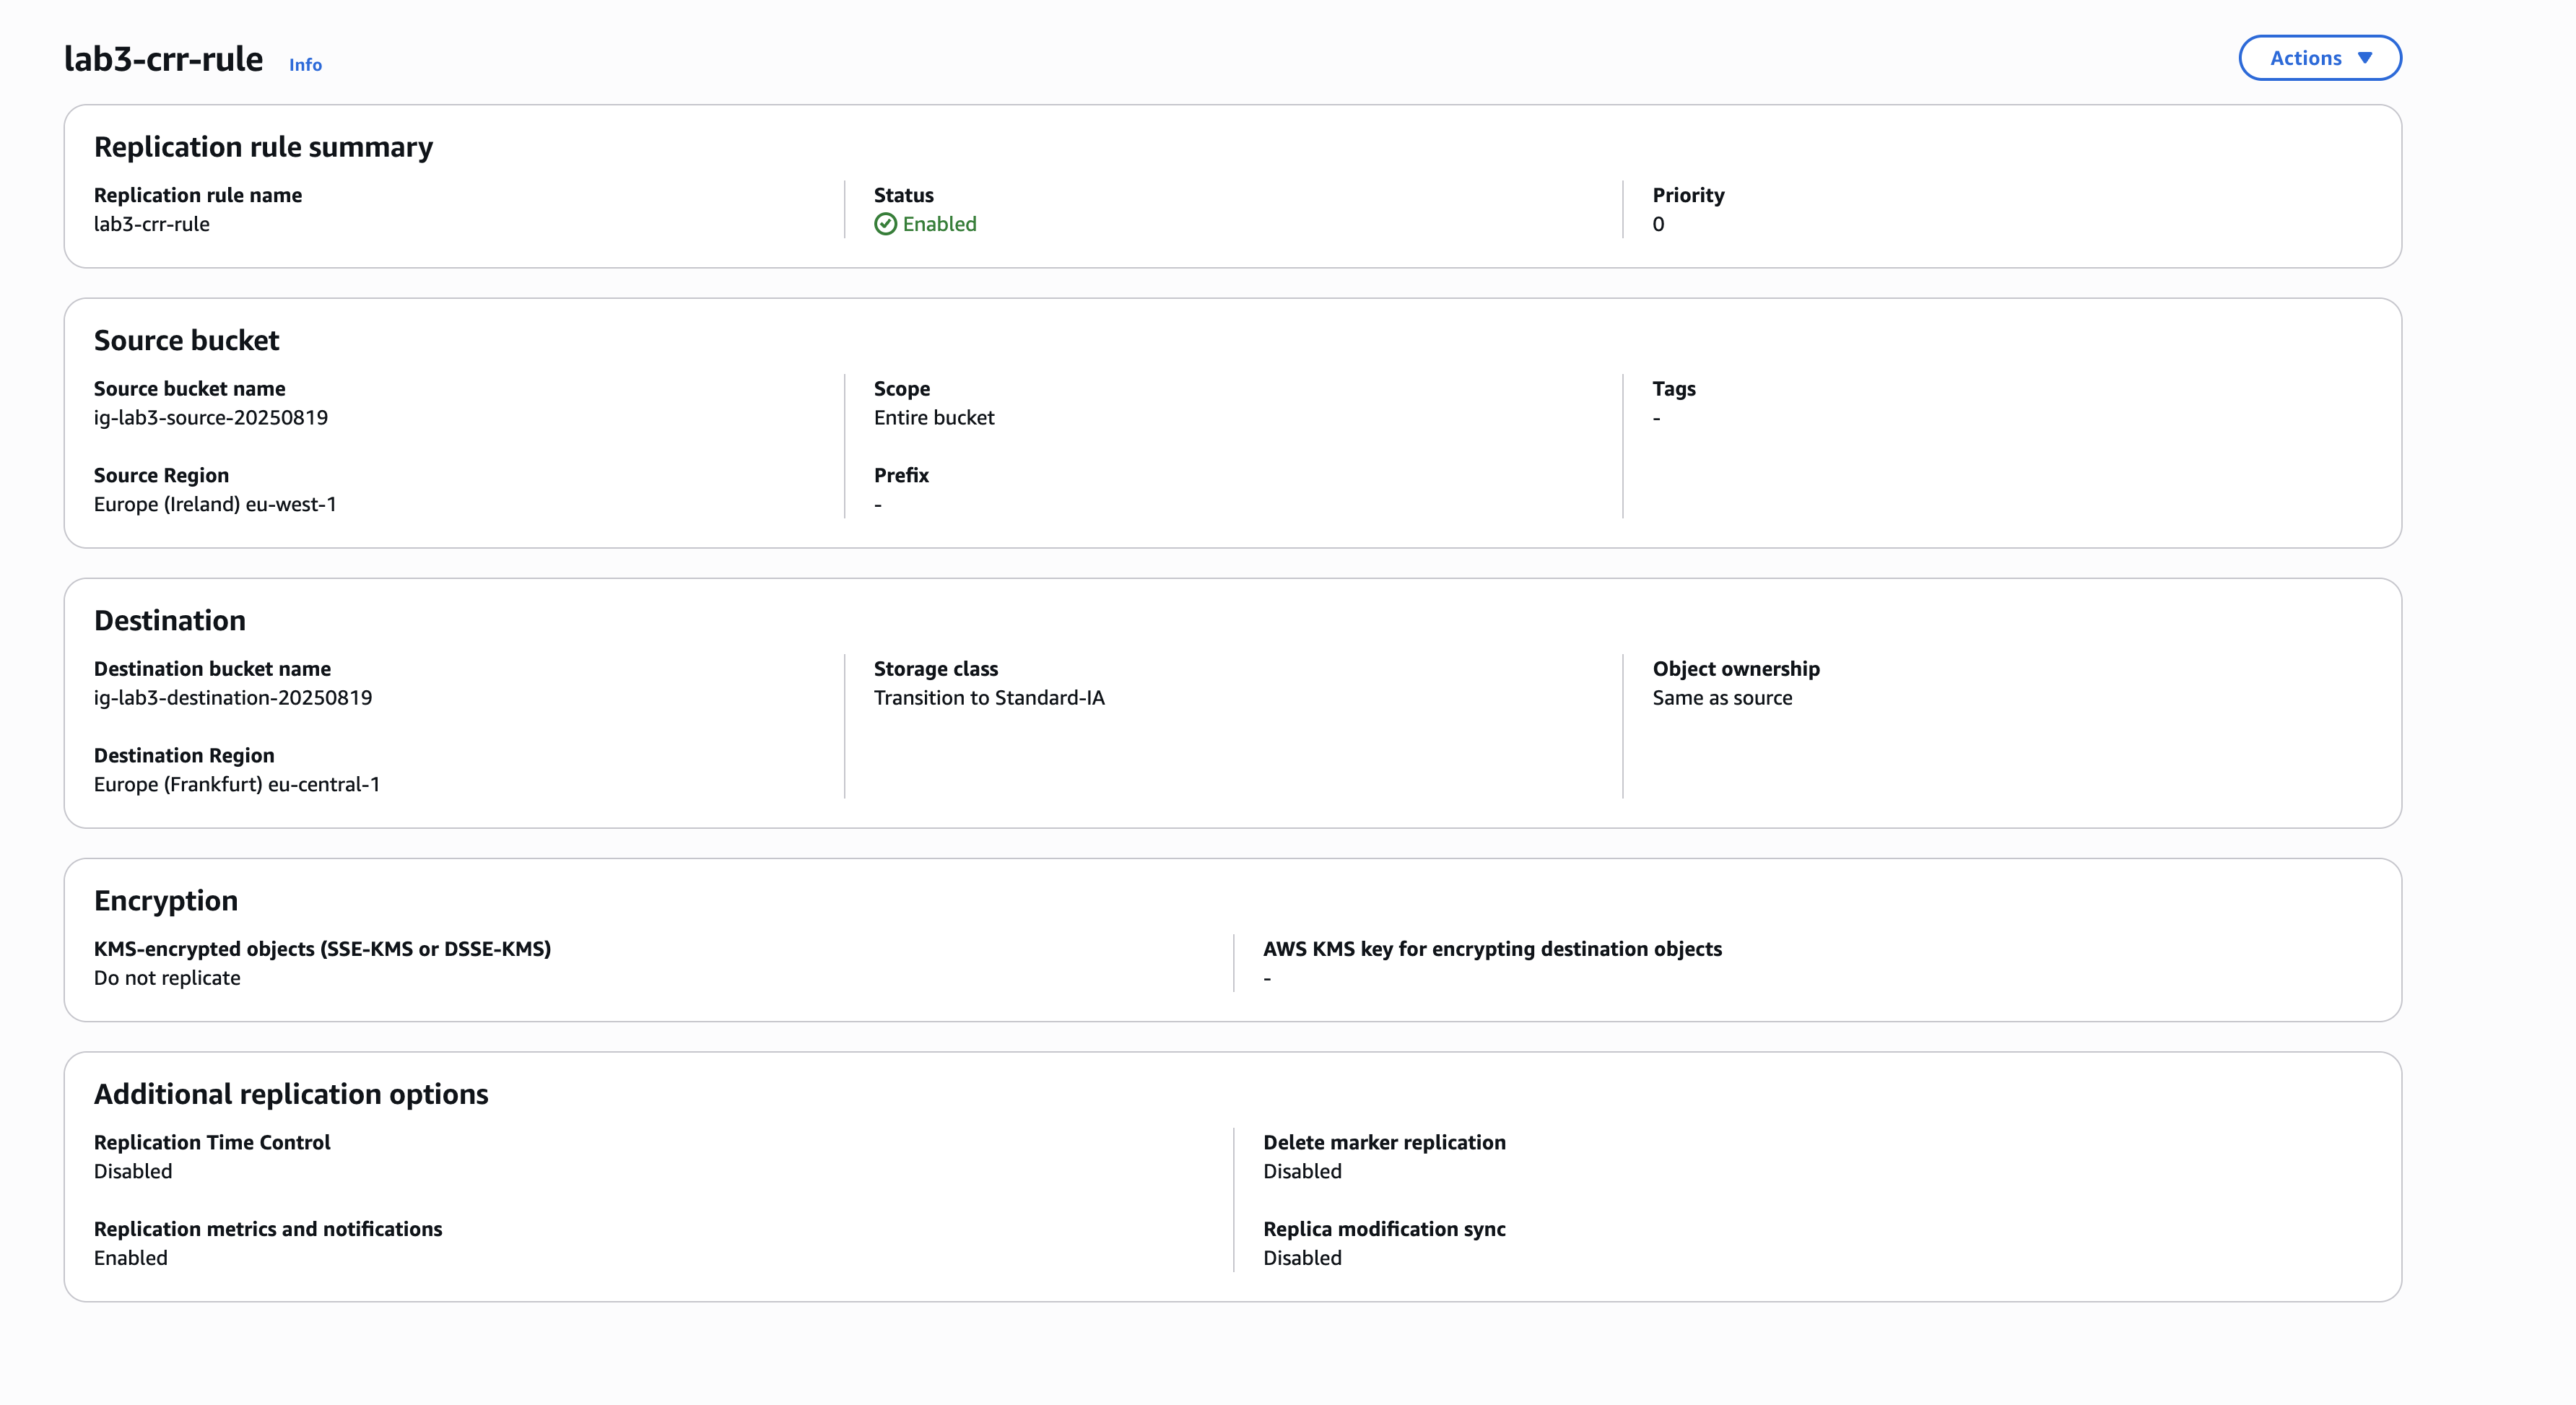 lab3-crr-rule Info
Actions
Replication rule summary
Replication rule name
lab3-crr-rule
Status
Enabled
Priority
0
Source bucket
Source bucket name
ig-lab3-source-20250819
Source Region
Europe (Ireland) eu-west-1
Scope
Entire bucket
Prefix
-
Tags
-
Destination
Destination bucket name
ig-lab3-destination-20250819
Destination Region
Europe (Frankfurt) eu-central-1
Storage class
Transition to Standard-IA
Object ownership
Same as source
Encryption
KMS-encrypted objects (SSE-KMS or DSSE-KMS)
Do not replicate
AWS KMS key for encrypting destination objects
-
Additional replication options
Replication Time Control
Disabled
Replication metrics and notifications
Enabled
Delete marker replication
Disabled
Replica modification sync
Disabled